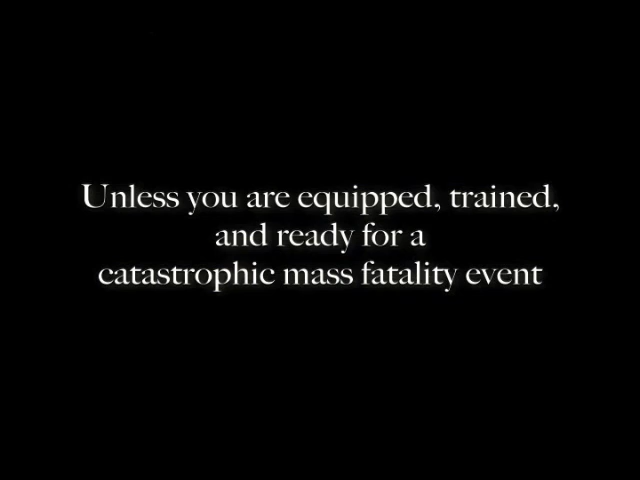 Unless you are equipped, trained,
and ready for a
catastrophic mass fatality event